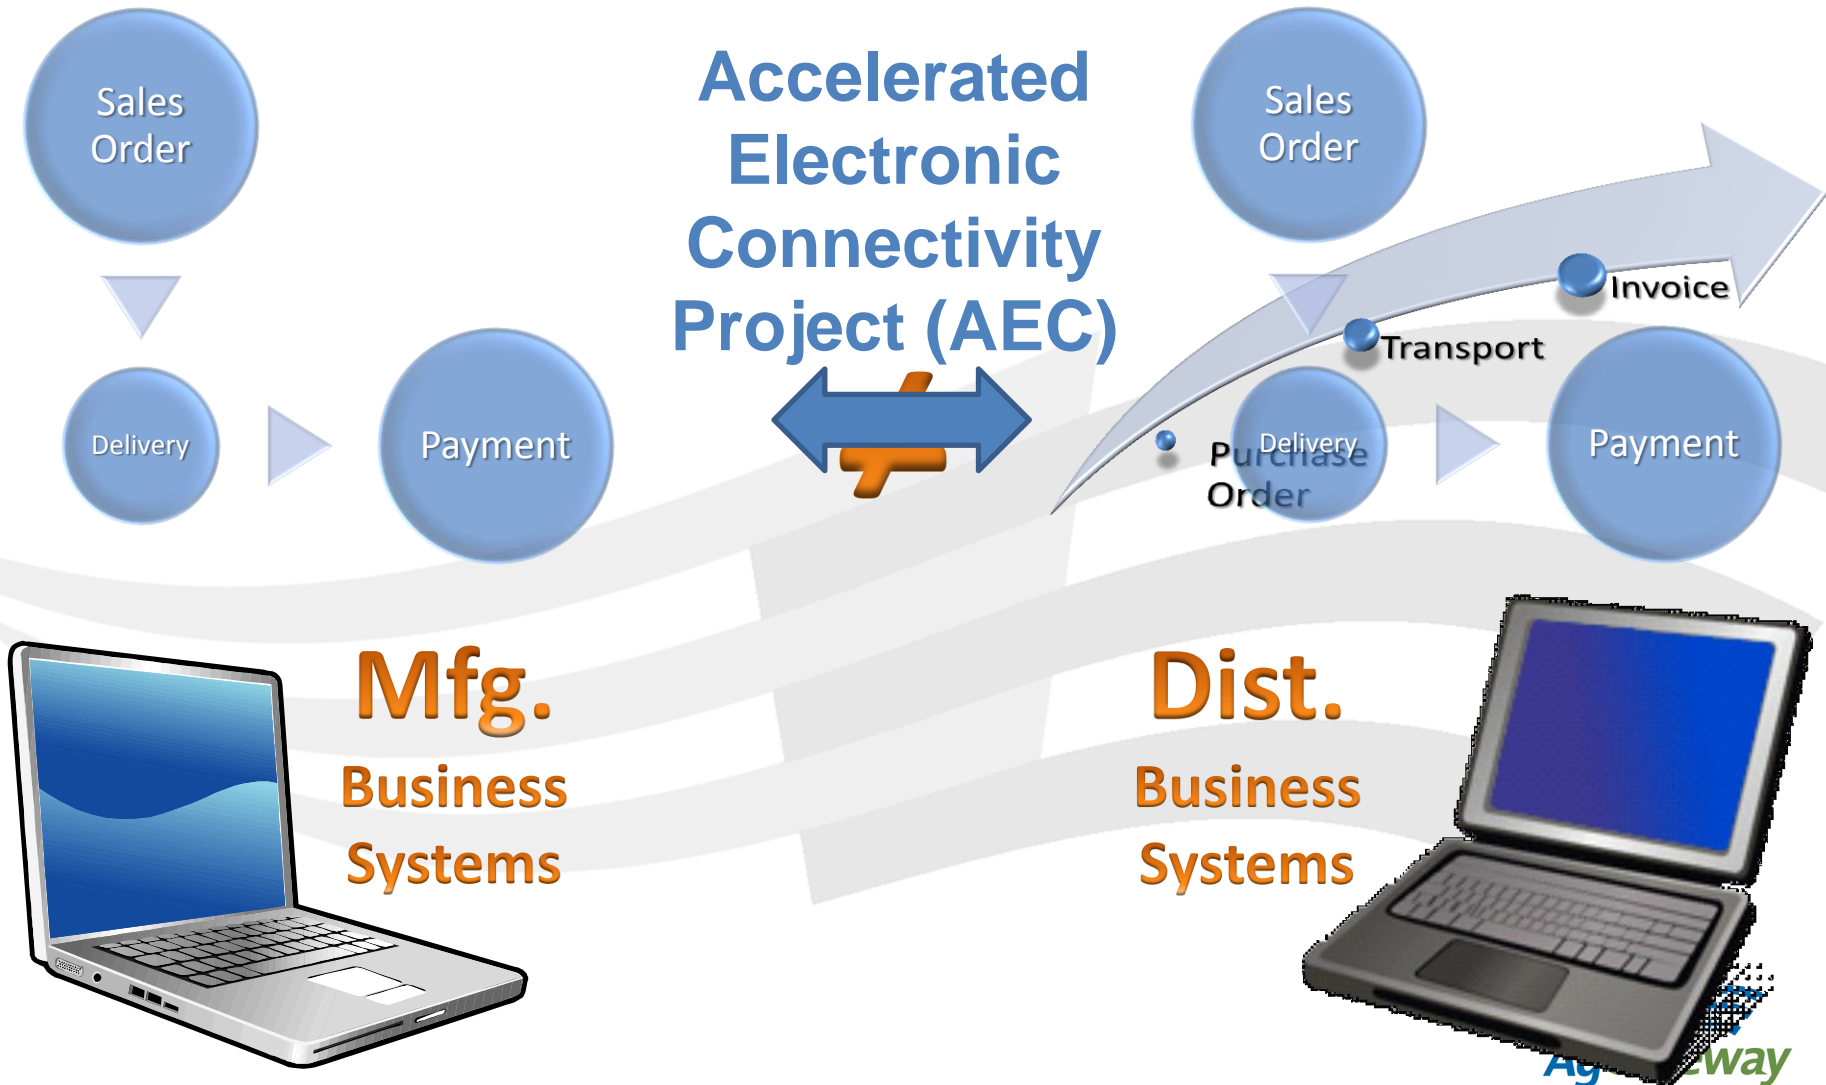 Sales
Order
Delivery
Payment
Accelerated
Electronic
Connectivity
Project (AEC)
≠
Sales
Order
Invoice
Transport
Purchase
Order
Delivery
Payment
Mfg.
Business
Systems
Dist.
Business
Systems